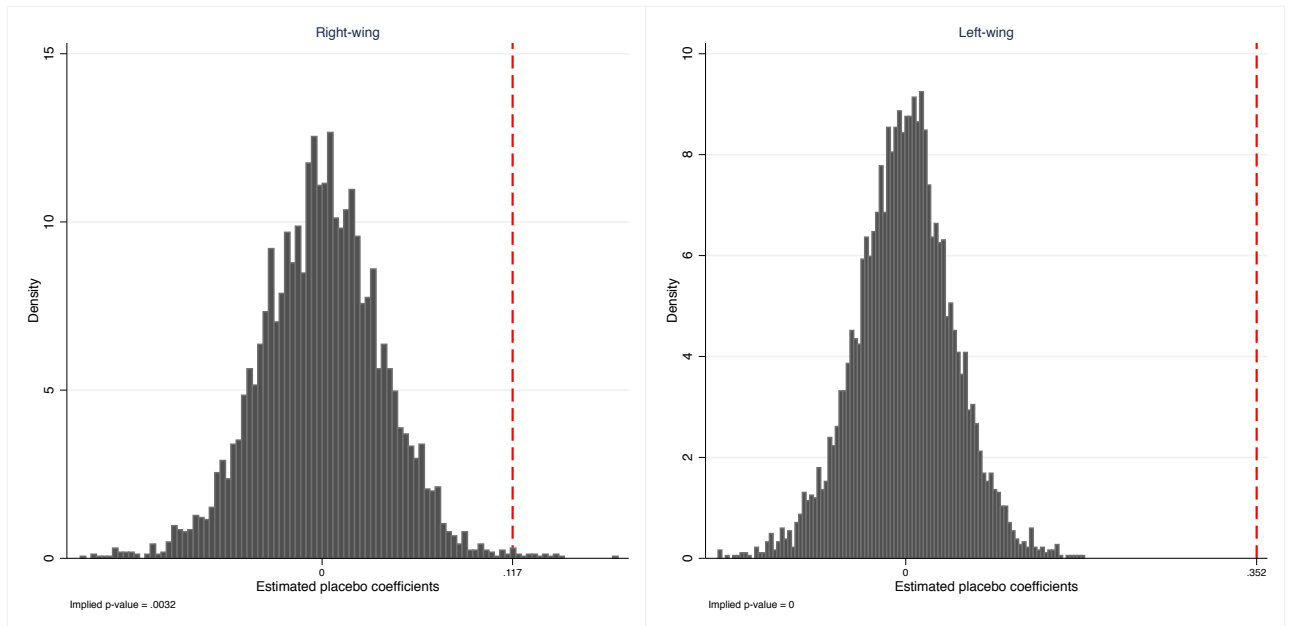 Right-wing
15
10
5
0
Density
0
.117
Estimated placebo coefficients
Implied p-value = .0032
Left-wing
10
8
6
4
2
0
Density
0
.352
Estimated placebo coefficients
Implied p-value = 0